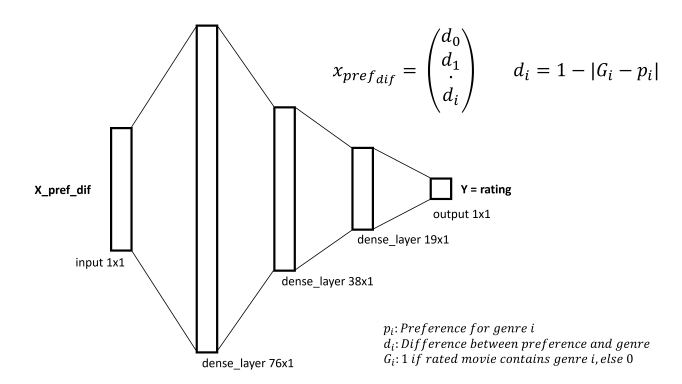 x_{pref_{dif}} = \begin{pmatrix} d_0 \\ d_1 \\ . \\ d_i \end{pmatrix}    d_i = 1 − |G_i − p_i|
X_pref_dif
Y = rating
output 1x1
dense_layer 19x1
input 1x1
dense_layer 38x1
dense_layer 76x1
p_i: Preference for genre i
d_i: Difference between preference and genre
G_i: 1 if rated movie contains genre i, else 0